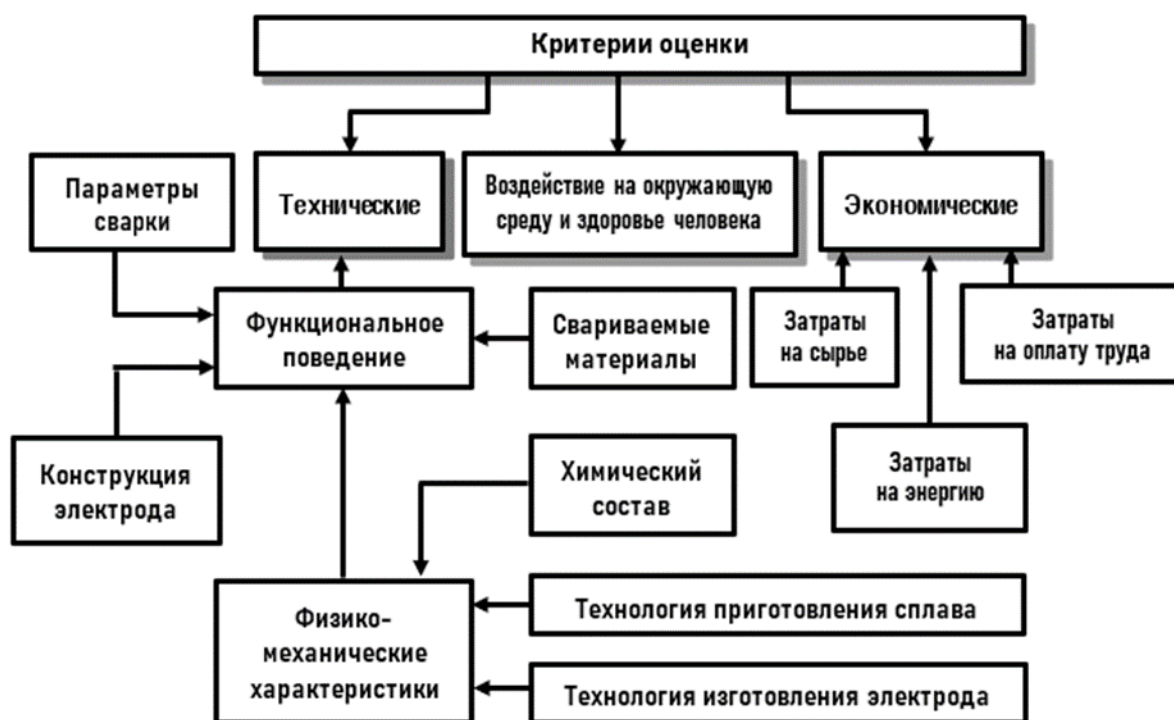 Критерии оценки
Параметры
сварки
Технические
Воздействие на окружающую
среду и здоровье человека
Экономические
Функциональное
поведение
Свариваемые
материалы
Затраты
на сырье
Затраты
на оплату труда
Конструкция
электрода
Химический
состав
Затраты
на энергию
Физико-
механические
характеристики
Технология приготовления сплава
Технология изготовления электрода